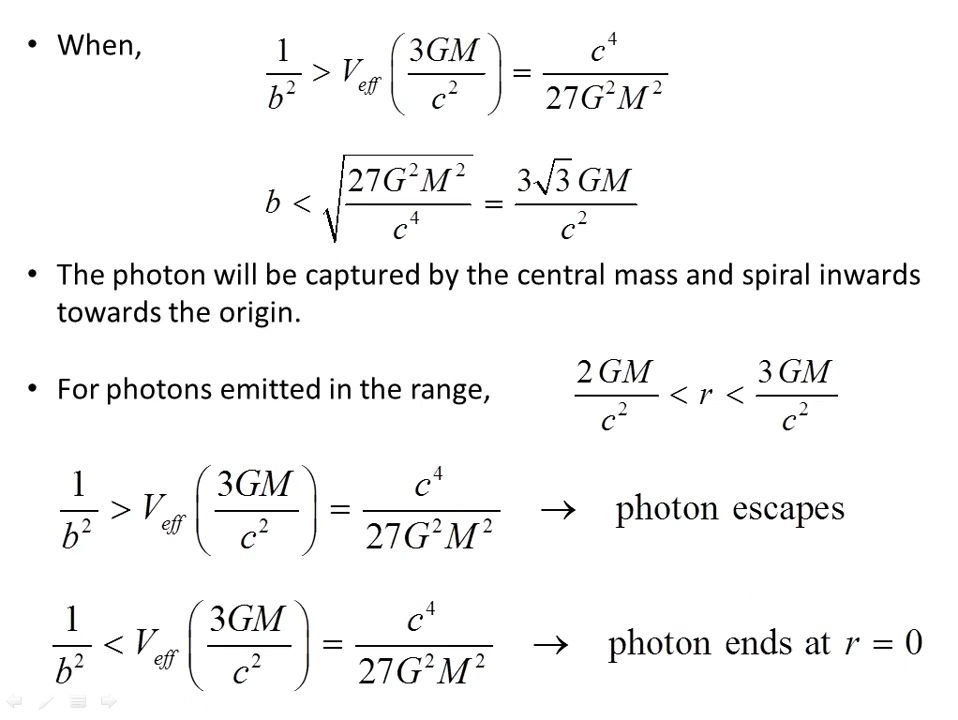 • When, 1/b² > V_eff (3GM/c²) = c⁴/27G²M²
b < √(27G²M²/c⁴) = 3√3 GM/c²
• The photon will be captured by the central mass and spiral inwards
towards the origin.
• For photons emitted in the range, 2GM/c² < r < 3GM/c²
1/b² > V_eff (3GM/c²) = c⁴/27G²M² → photon escapes
1/b² < V_eff (3GM/c²) = c⁴/27G²M² → photon ends at r = 0